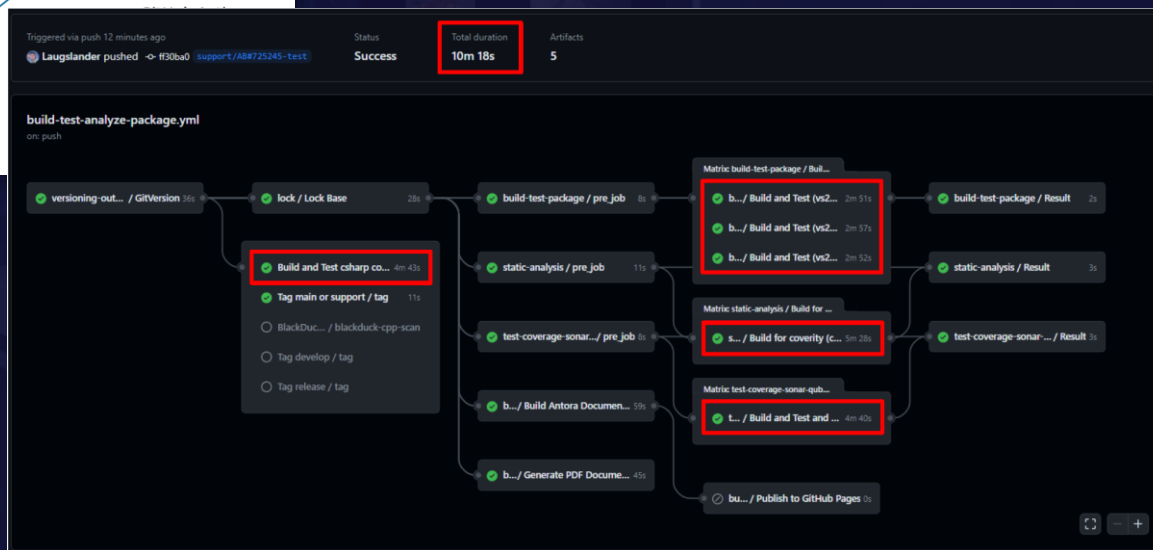 Triggered via push 12 minutes ago
Laugslander pushed ff30ba0 support/AB#725245-test
Status
Success
Total duration
10m 18s
Artifacts
5
build-test-analyze-package.yml
on: push
versioning-out... / GitVersion 36s
lock / Lock Base 28s
Build and Test csharp co... 4m 43s
Tag main or support / tag 11s
BlackDuc... / blackduck-cpp-scan
Tag develop / tag
Tag release / tag
build-test-package / pre_job 8s
static-analysis / pre_job 11s
test-coverage-sonar.../ pre_job 8s
b.../ Build Antora Documen... 59s
b.../ Generate PDF Docume... 45s
Matrix: build-test-package / Buil...
b.../ Build and Test (vs2... 2m 51s
b.../ Build and Test (vs2... 2m 57s
b.../ Build and Test (vs2... 2m 52s
Matrix: static-analysis / Build for ...
s... / Build for coverity (c... 5m 28s
Matrix: test-coverage-sonar-qub...
t... / Build and Test and ... 4m 40s
bu... / Publish to GitHub Pages 0s
build-test-package / Result 2s
static-analysis / Result 3s
test-coverage-sonar-... / Result 3s